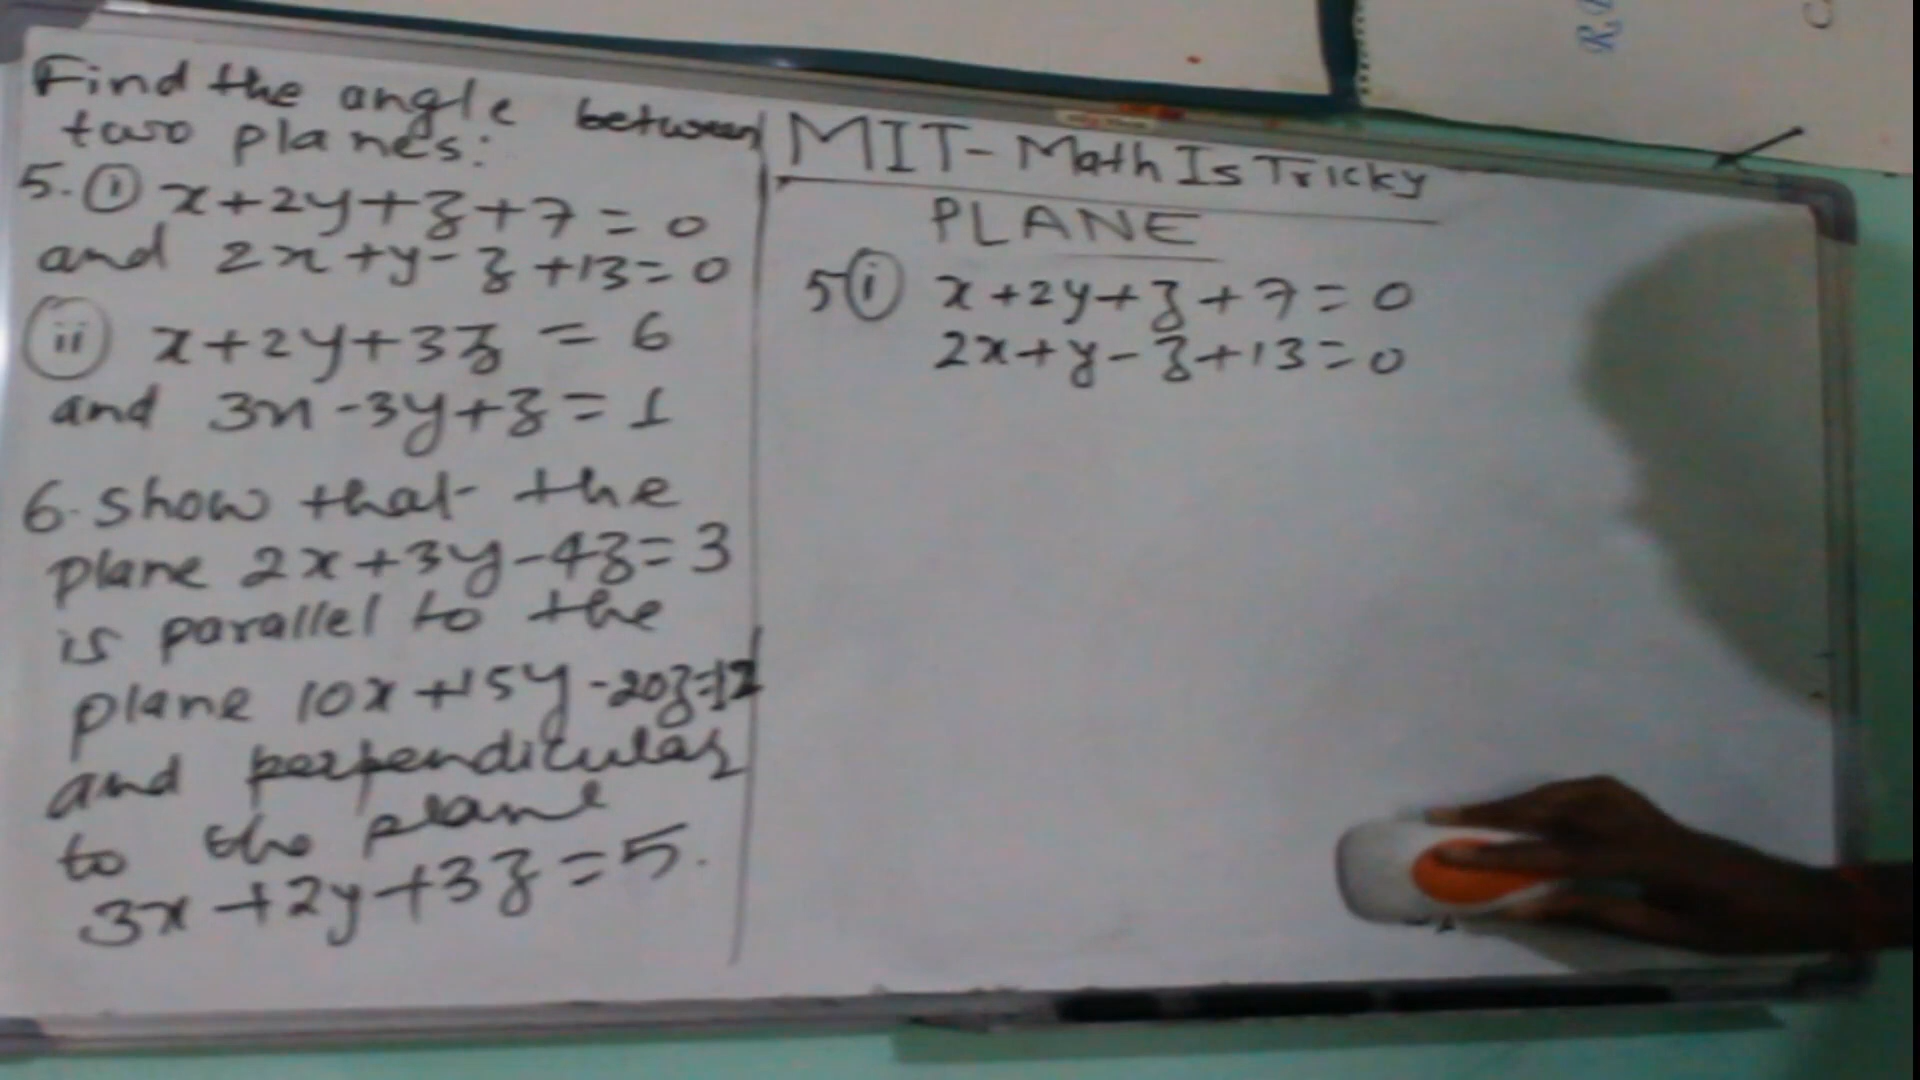 Find the angle between
two planes:
5. (i) x+2y+z+7=0
and 2x+y-z+13=0
(ii) x+2y+3z = 6
and 3x-3y+z=1
6. Show that the
plane 2x+3y-4z=3
is parallel to the
plane 10x+15y-20z=12
and perpendicular
to the plane
3x+2y+3z=5.
MIT- Math Is Tricky
PLANE
5(i) x+2y+z+7=0
2x+y-z+13=0